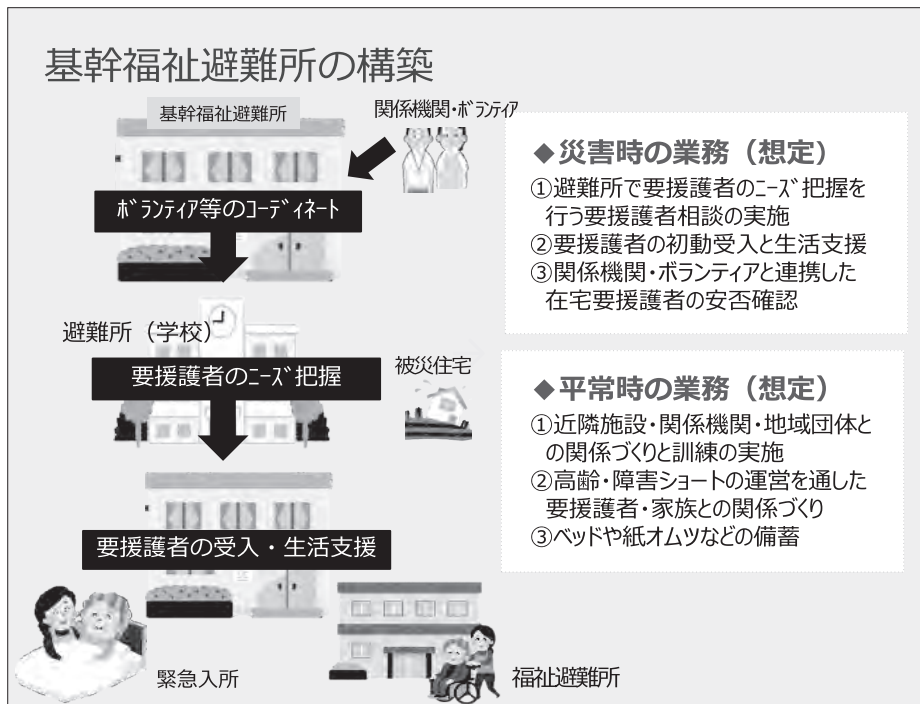 基幹福祉避難所の構築
基幹福祉避難所
関係機関･ﾎﾞﾗﾝﾃｨｱ
ﾎﾞﾗﾝﾃｨｱ等のｺｰﾃﾞｨﾈｰﾄ
避難所（学校）
要援護者のﾆｰｽﾞ把握
被災住宅
要援護者の受入・生活支援
緊急入所
福祉避難所
◆災害時の業務（想定）
①避難所で要援護者のﾆｰｽﾞ把握を
行う要援護者相談の実施
②要援護者の初動受入と生活支援
③関係機関・ボランティアと連携した
在宅要援護者の安否確認
◆平常時の業務（想定）
①近隣施設・関係機関・地域団体と
の関係づくりと訓練の実施
②高齢・障害ショートの運営を通した
要援護者・家族との関係づくり
③ベッドや紙オムツなどの備蓄